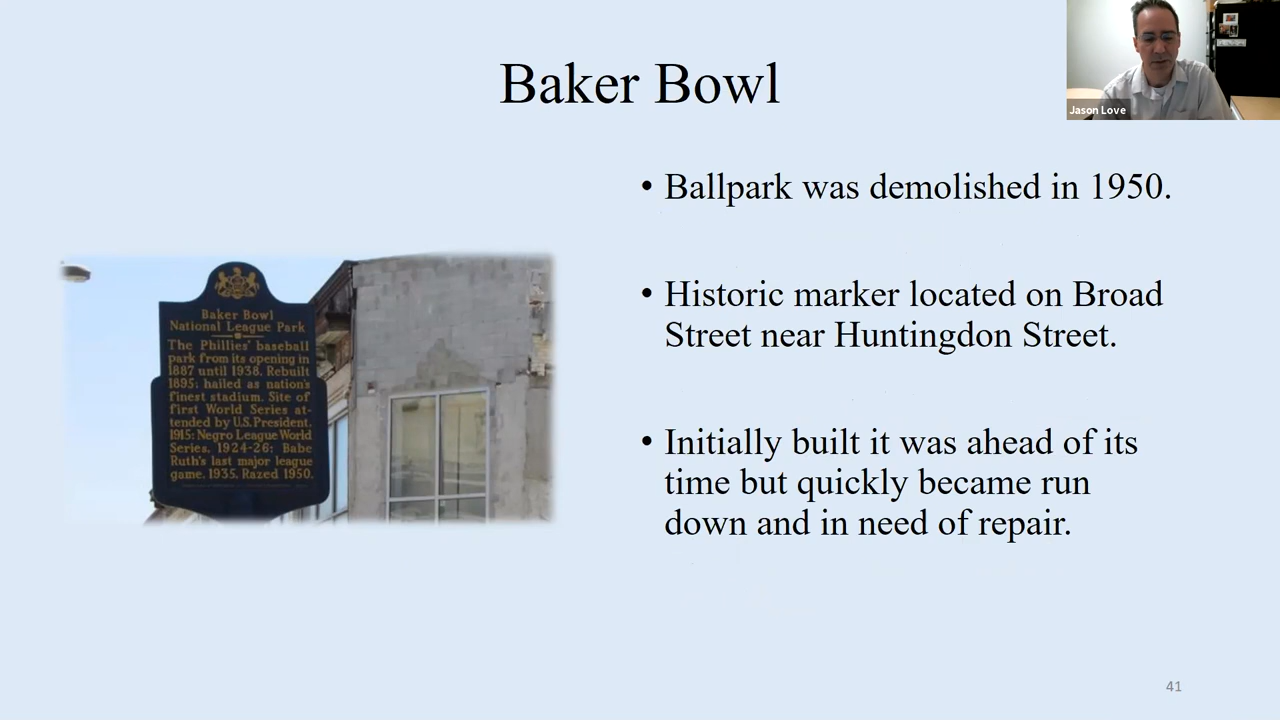 Baker Bowl
Jason Love
• Ballpark was demolished in 1950.
• Historic marker located on Broad
Street near Huntingdon Street.
• Initially built it was ahead of its
time but quickly became run
down and in need of repair.
Baker Bowl
National League Park
The Phillies' baseball
park from its opening in
1887 until 1938. Rebuilt
1895; hailed as nation's
finest stadium. Site of
first World Series at-
tended by U.S. President,
1915; Negro League World
Series, 1924-26; Babe
Ruth's last major league
game, 1935. Razed 1950.
41